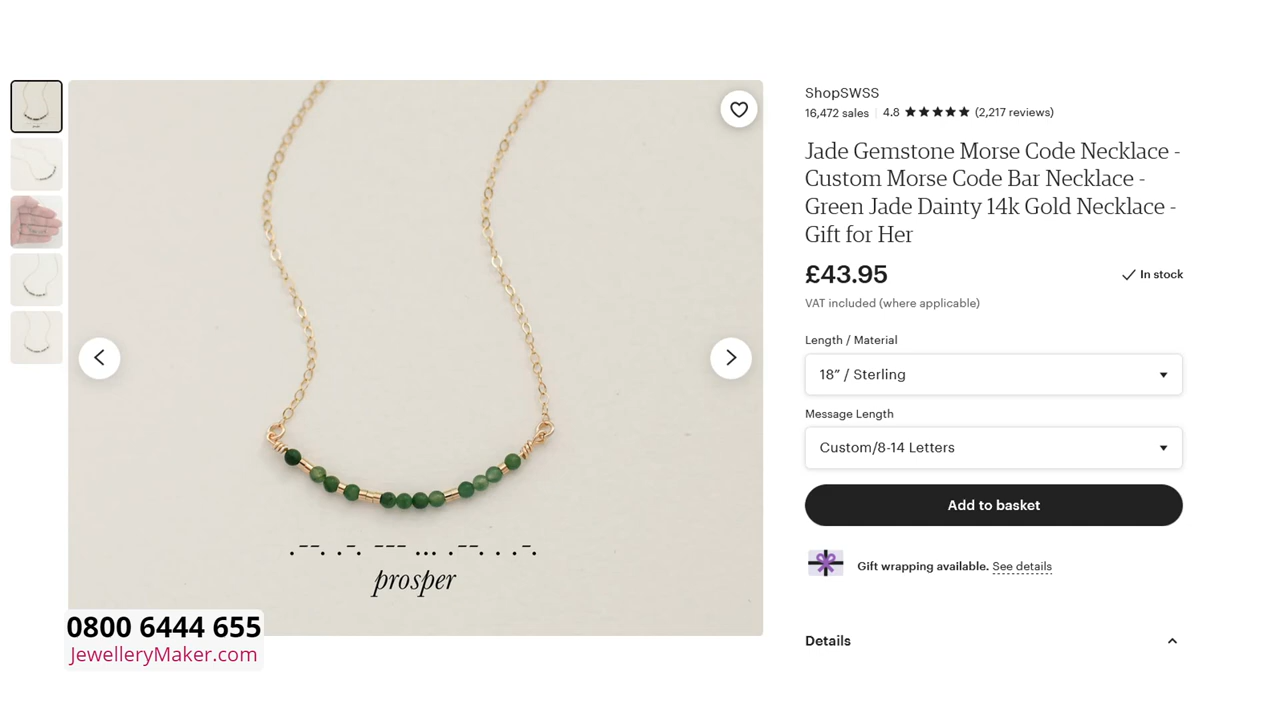 ShopSWSS
16,472 sales 4.8 ★★★★★ (2,217 reviews)
Jade Gemstone Morse Code Necklace -
Custom Morse Code Bar Necklace -
Green Jade Dainty 14k Gold Necklace -
Gift for Her
£43.95
In stock
VAT included (where applicable)
Length / Material
18” / Sterling
Message Length
Custom/8-14 Letters
Add to basket
Gift wrapping available. See details
Details
.--. .-. --- ... .--. . .-.
prosper
0800 6444 655
JewelleryMaker.com